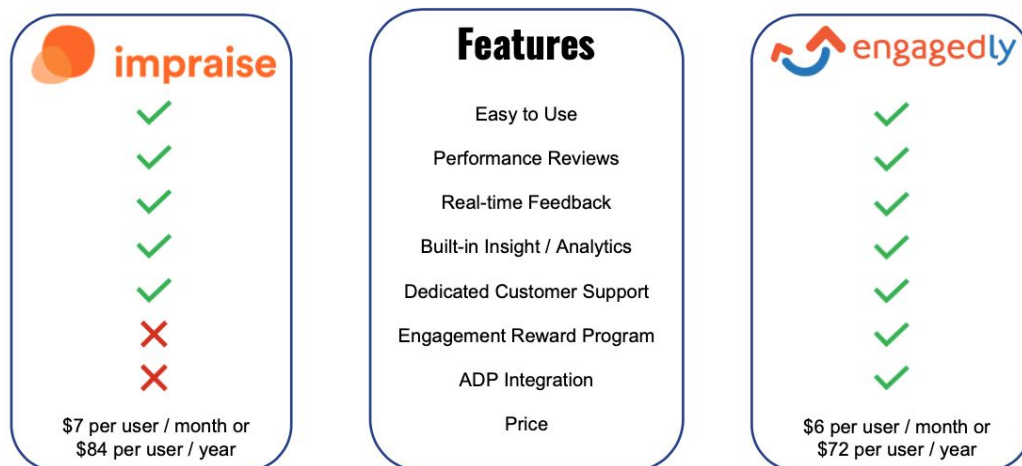 impraise
Features
engagedly
Easy to Use
Performance Reviews
Real-time Feedback
Built-in Insight / Analytics
Dedicated Customer Support
Engagement Reward Program
ADP Integration
Price
$7 per user / month or
$84 per user / year
$6 per user / month or
$72 per user / year